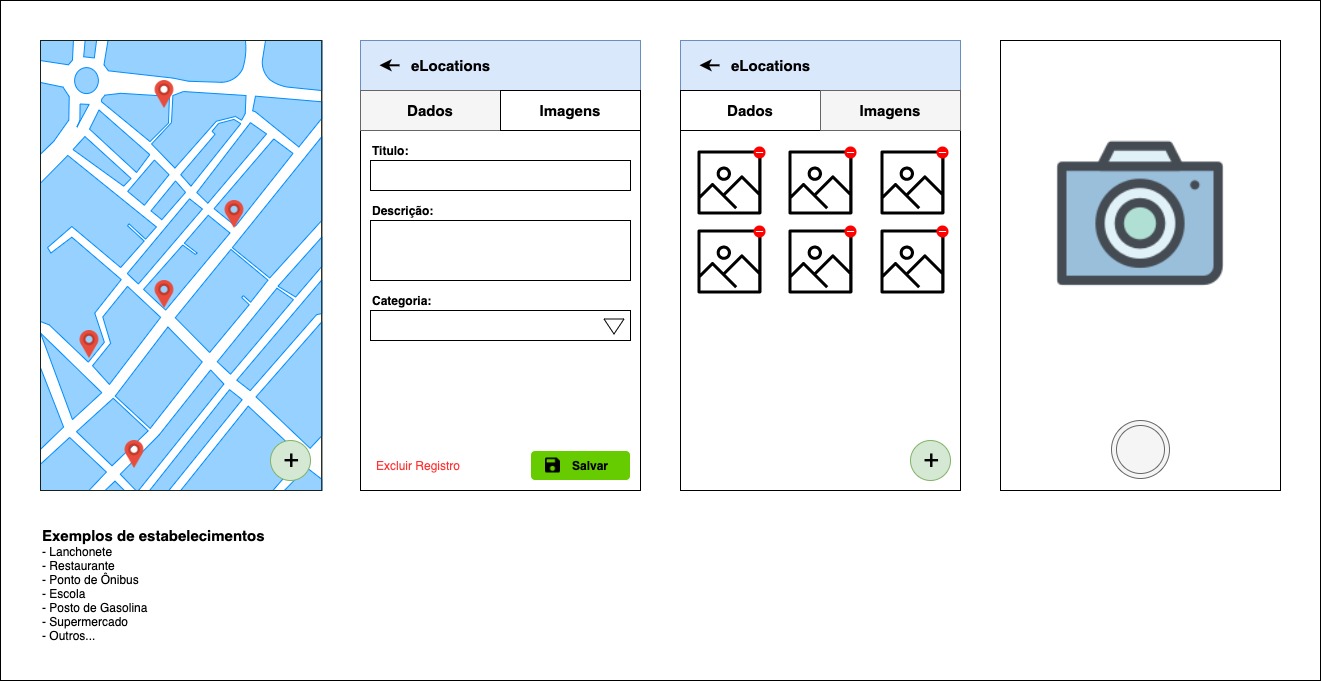 eLocations
Dados
Imagens
Titulo:
Descrição:
Categoria:
Excluir Registro
Salvar
+
eLocations
Dados
Imagens
+
Exemplos de estabelecimentos
- Lanchonete
- Restaurante
- Ponto de Ônibus
- Escola
- Posto de Gasolina
- Supermercado
- Outros...